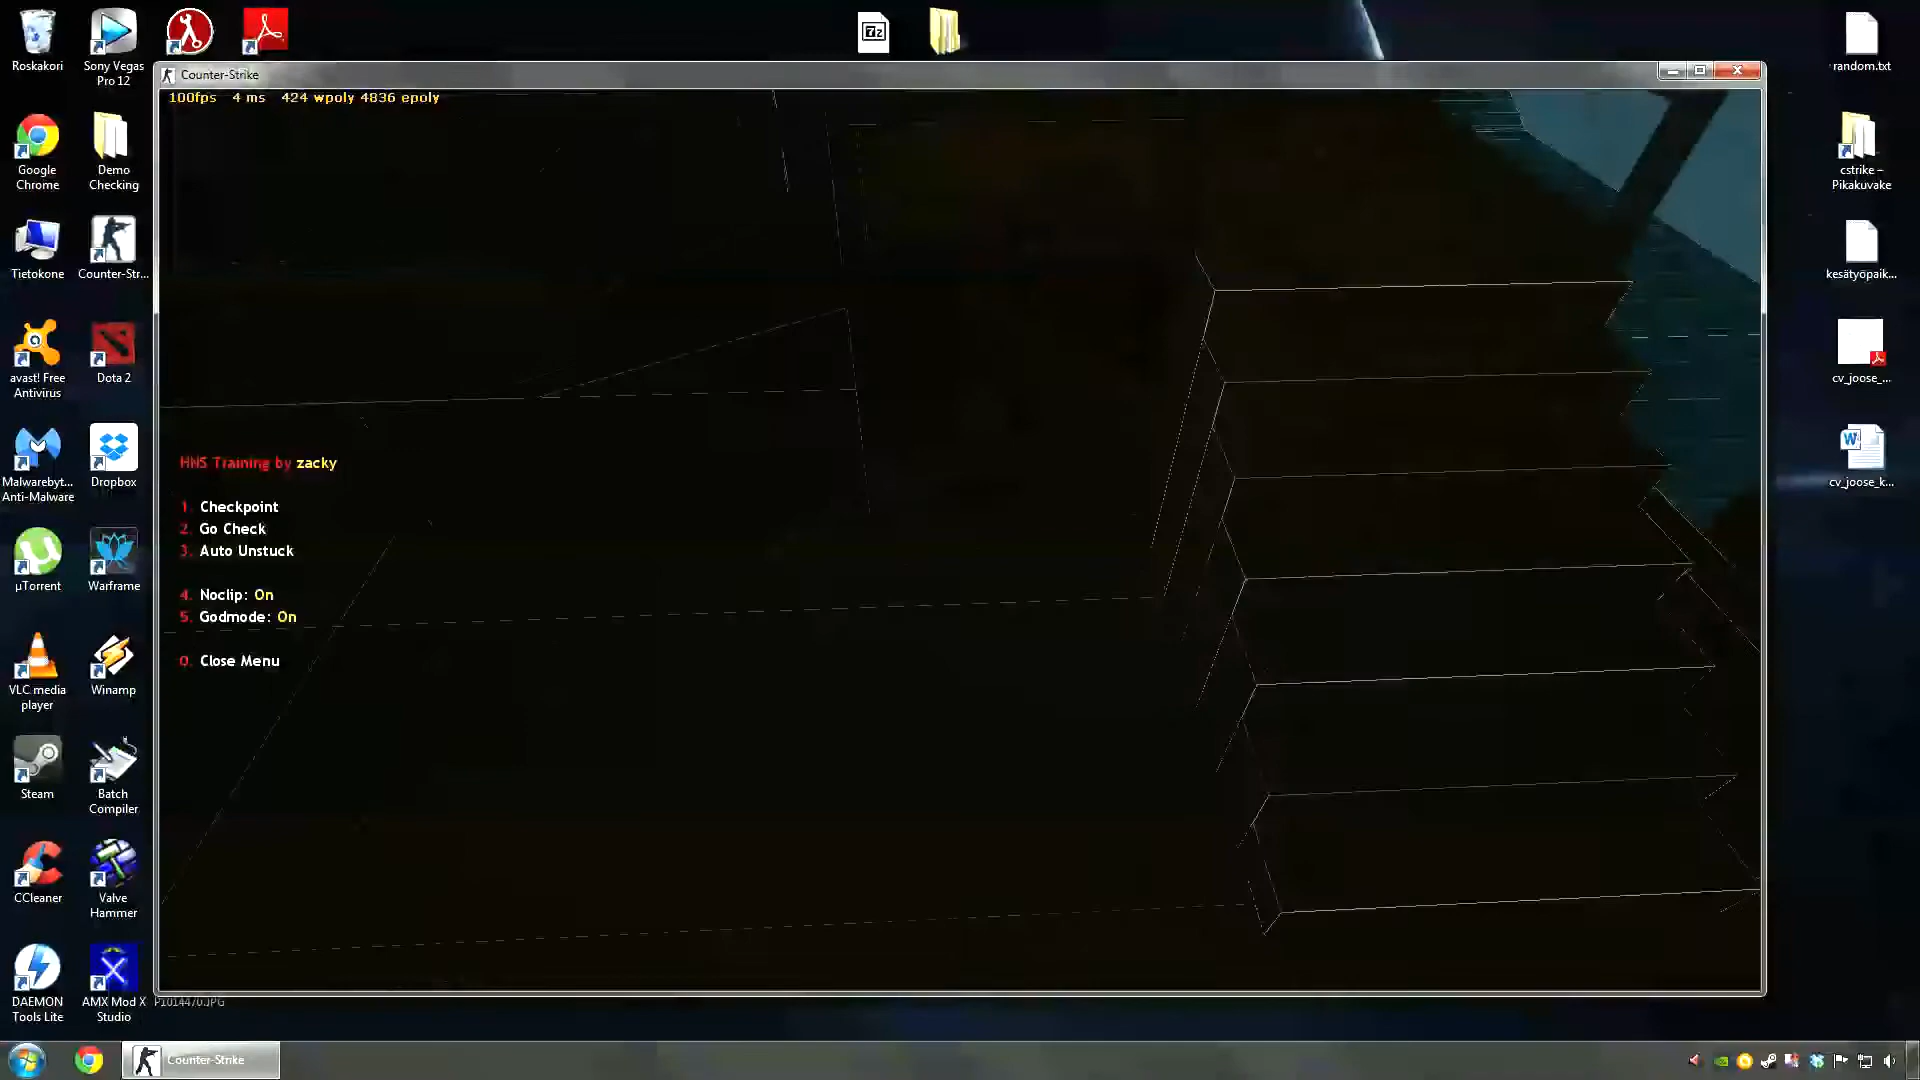 Roskakori
Sony Vegas
Pro 12
random.txt
Counter-Strike
100fps 4 ms 424 wpoly 4836 epoly
Google
Chrome
Demo
Checking
cstrike –
Pikakuvake
Tietokone
Counter-Str...
kesätyöpaik...
avast! Free
Antivirus
Dota 2
cv_joose_...
HNS Training by zacky
1. Checkpoint
2. Go Check
3. Auto Unstuck
4. Noclip: On
5. Godmode: On
0. Close Menu
Malwarebyt...
Anti-Malware
Dropbox
cv_joose_k...
µTorrent
Warframe
VLC media
player
Winamp
Steam
Batch
Compiler
CCleaner
Valve
Hammer
DAEMON
Tools Lite
AMX Mod X
Studio
P1014470.JPG
Counter-Strike